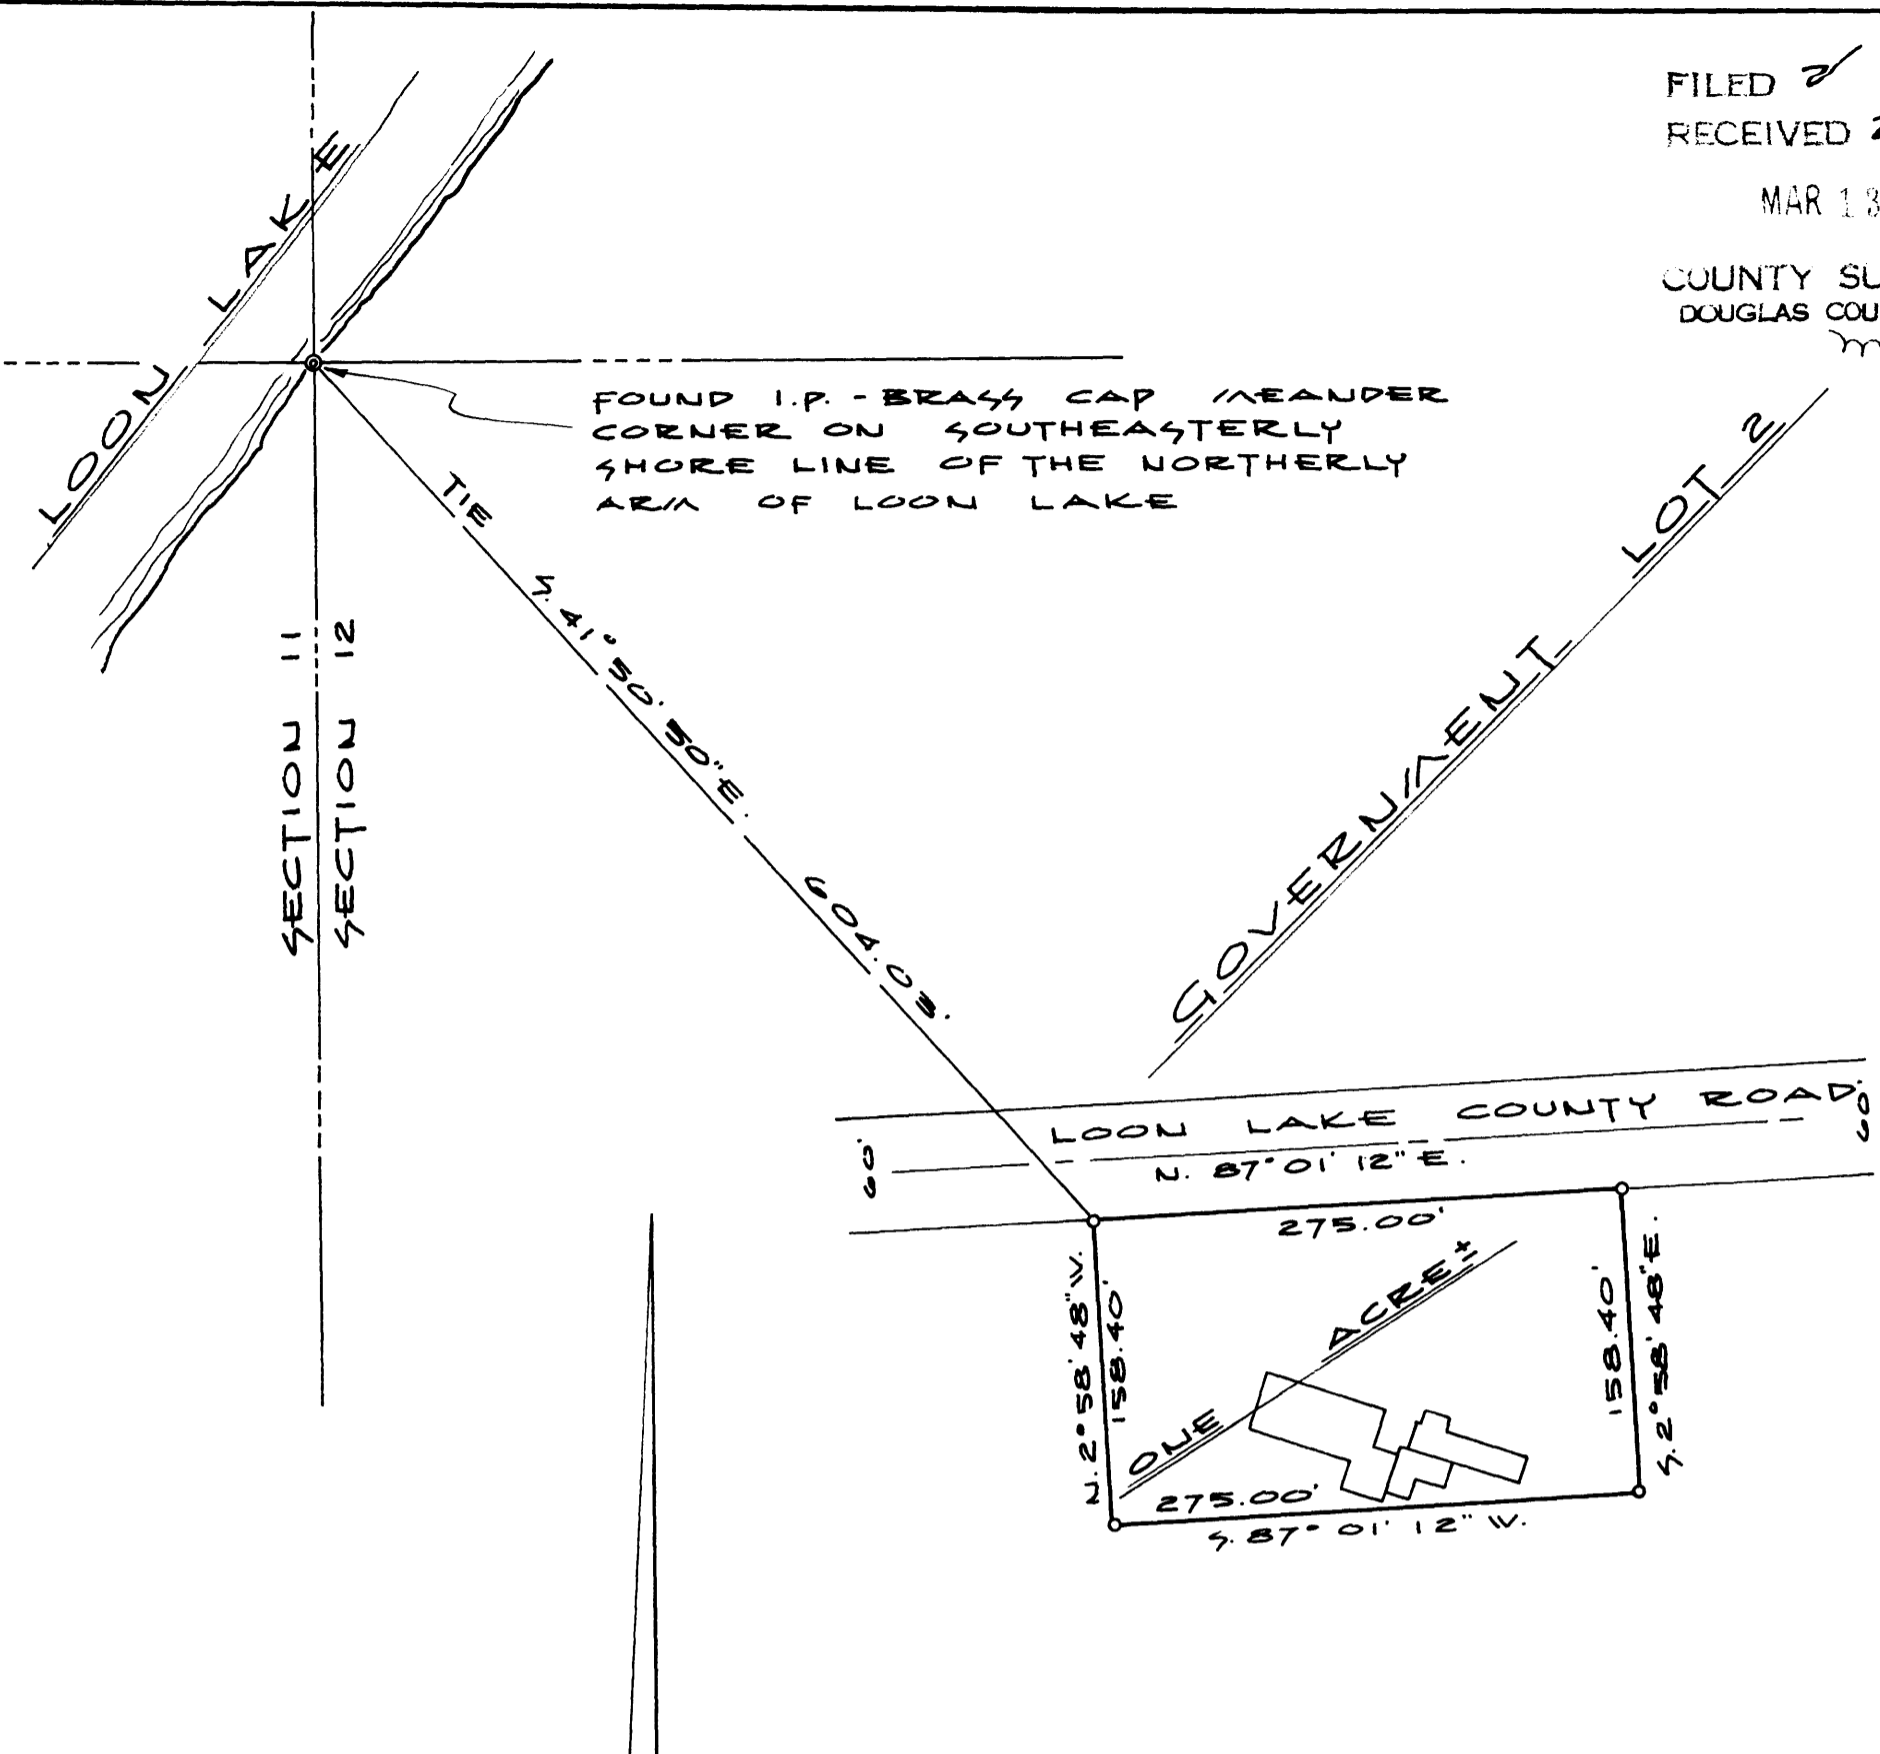 FILED
RECEIVED
MAR 13
COUNTY SU
DOUGLAS COU
LOON LAKE
FOUND I.P. - BRASS CAP MEANDER
CORNER ON SOUTHEASTERLY
SHORE LINE OF THE NORTHERLY
ARM OF LOON LAKE
TIE
S. 41° 50' 30" E.
604.03'
SECTION 11
SECTION 12
GOVERNMENT LOT 2
LOON LAKE COUNTY ROAD
60'
60'
N. 87° 01' 12" E.
275.00'
N. 2° 58' 48" W.
158.40'
ONE ACRE ±
158.40'
S. 2° 58' 48" E.
275.00'
S. 87° 01' 12" W.